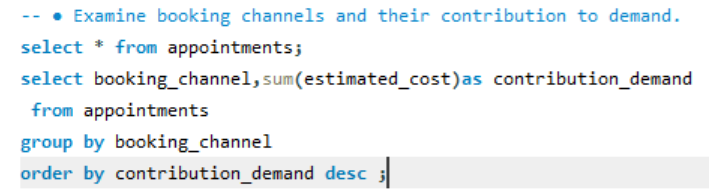 -- • Examine booking channels and their contribution to demand.
select * from appointments;
select booking_channel,sum(estimated_cost)as contribution_demand
from appointments
group by booking_channel
order by contribution_demand desc ;